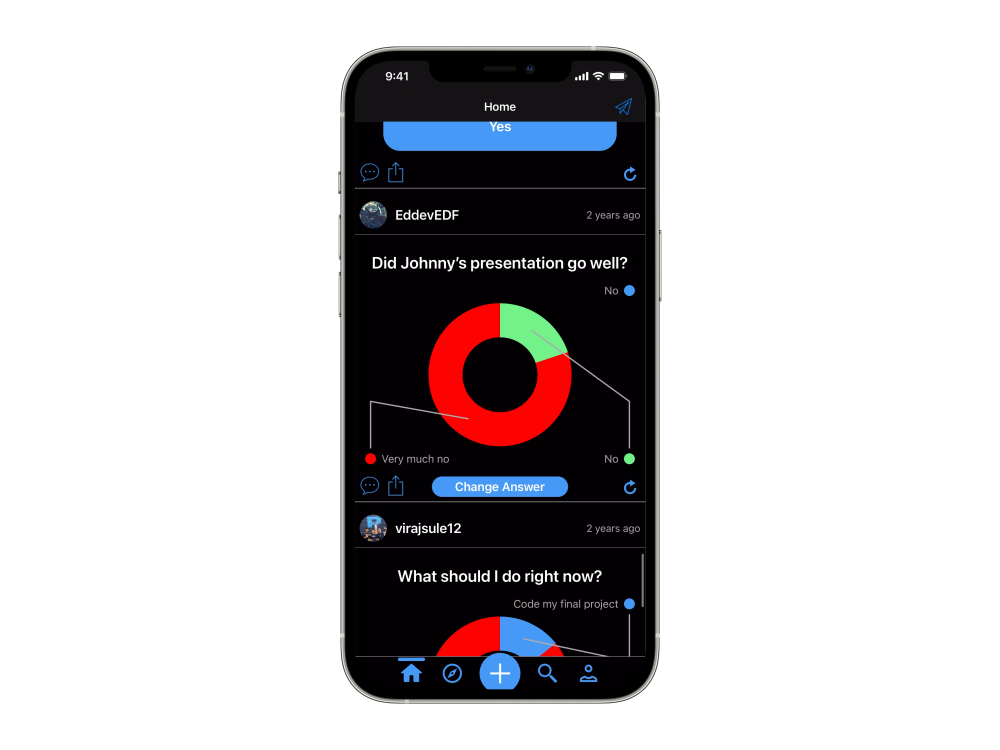 9:41
Home
Yes
EddevEDF
2 years ago
Did Johnny’s presentation go well?
No
Very much no
No
Change Answer
virajsule12
2 years ago
What should I do right now?
Code my final project